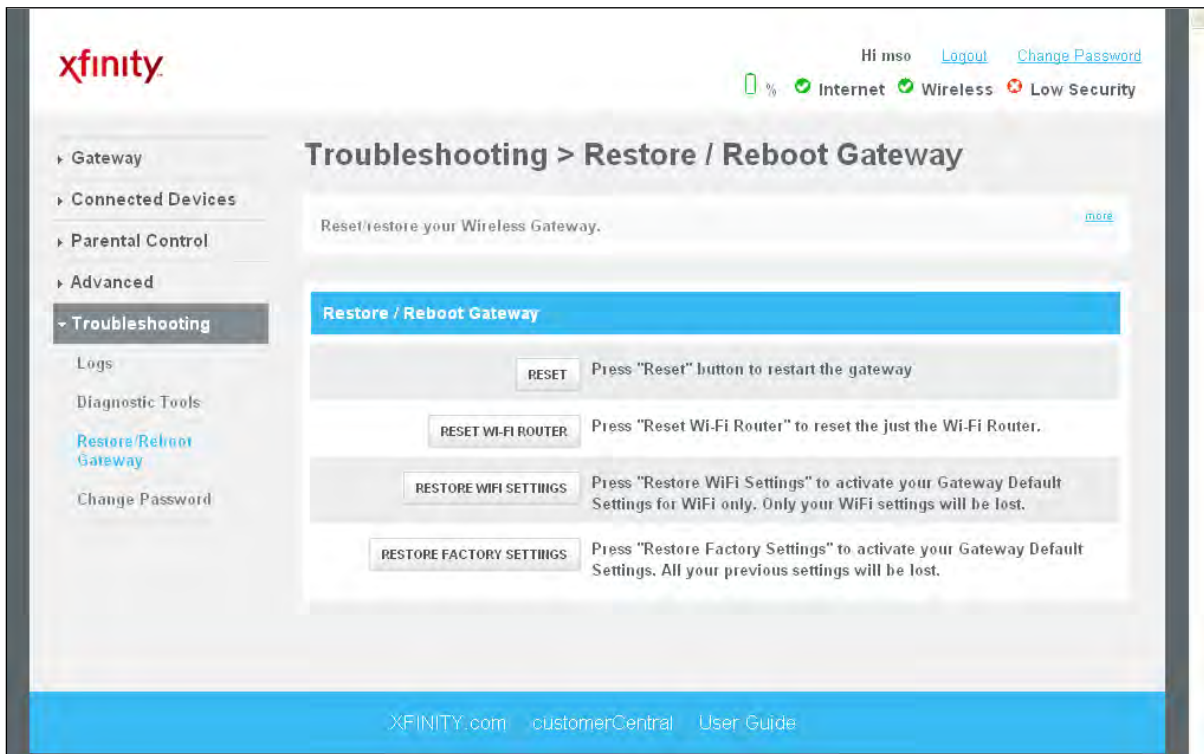 xfinity
Hi mso Logout Change Password
% Internet Wireless Low Security
Gateway
Connected Devices
Parental Control
Advanced
Troubleshooting
Logs
Diagnostic Tools
Restore/Reboot
Gateway
Change Password
Troubleshooting > Restore / Reboot Gateway
Reset/restore your Wireless Gateway.
more
Restore / Reboot Gateway
RESET
Press "Reset" button to restart the gateway
RESET WI-FI ROUTER
Press "Reset Wi-Fi Router" to reset the just the Wi-Fi Router.
RESTORE WIFI SETTINGS
Press "Restore WiFi Settings" to activate your Gateway Default
Settings for WiFi only. Only your WiFi settings will be lost.
RESTORE FACTORY SETTINGS
Press "Restore Factory Settings" to activate your Gateway Default
Settings. All your previous settings will be lost.
XFINITY.com customerCentral User Guide